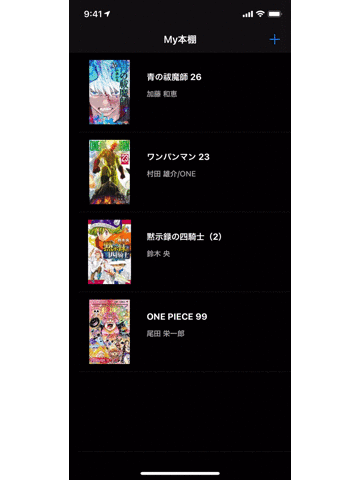 9:41
My本棚
青の祓魔師 26
加藤 和恵
ワンパンマン 23
村田 雄介/ONE
黙示録の四騎士（2）
鈴木 央
ONE PIECE 99
尾田 栄一郎